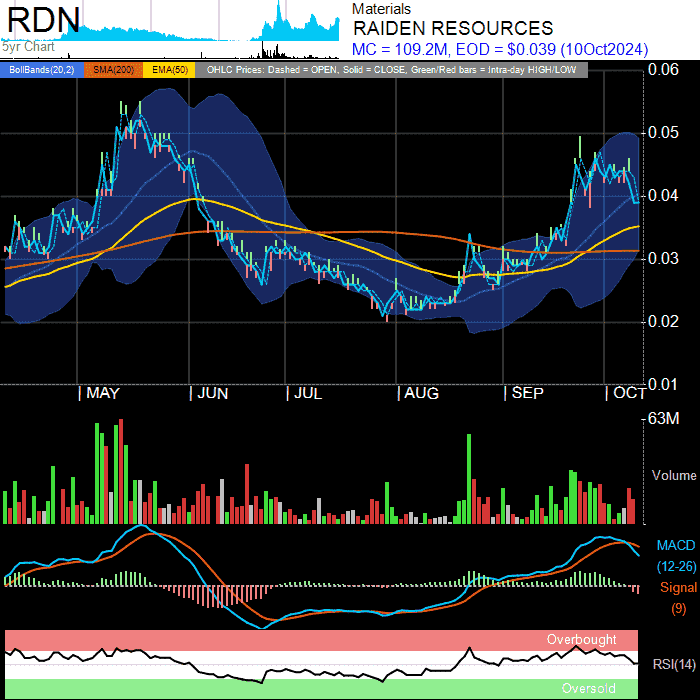 RDN
5yr Chart
Materials
RAIDEN RESOURCES
MC = 109.2M, EOD = $0.039 (10Oct2024)
BollBands(20,2) SMA(200) EMA(50) OHLC Prices: Dashed = OPEN, Solid = CLOSE, Green/Red bars = Intra-day HIGH/LOW
0.06
0.05
0.04
0.03
0.02
0.01
| MAY | JUN | JUL | AUG | SEP | OCT
63M
Volume
MACD
(12-26)
Signal
(9)
Overbought
RSI(14)
Oversold